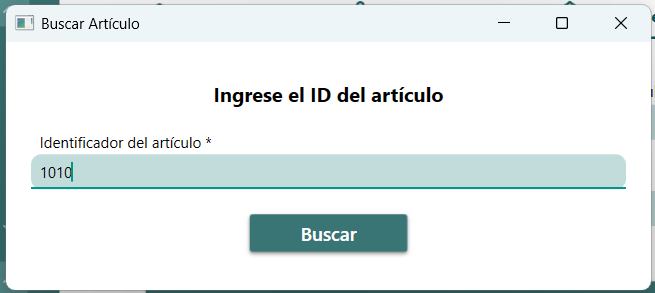 Buscar Artículo
Ingrese el ID del artículo
Identificador del artículo *
1010
Buscar